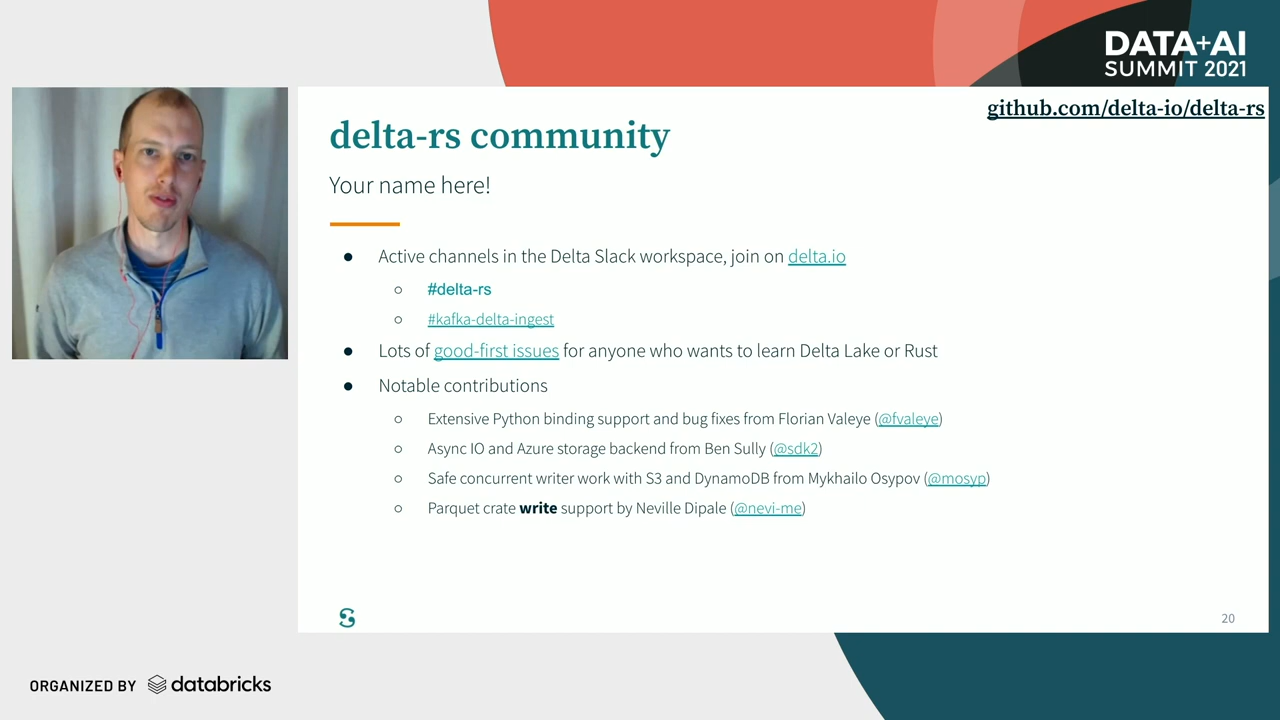 DATA+AI
SUMMIT 2021
github.com/delta-io/delta-rs
delta-rs community
Your name here!
● Active channels in the Delta Slack workspace, join on delta.io
○ #delta-rs
○ #kafka-delta-ingest
● Lots of good-first issues for anyone who wants to learn Delta Lake or Rust
● Notable contributions
○ Extensive Python binding support and bug fixes from Florian Valeye (@fvaleye)
○ Async IO and Azure storage backend from Ben Sully (@sdk2)
○ Safe concurrent writer work with S3 and DynamoDB from Mykhailo Osypov (@mosyp)
○ Parquet crate write support by Neville Dipale (@nevi-me)
20
ORGANIZED BY databricks